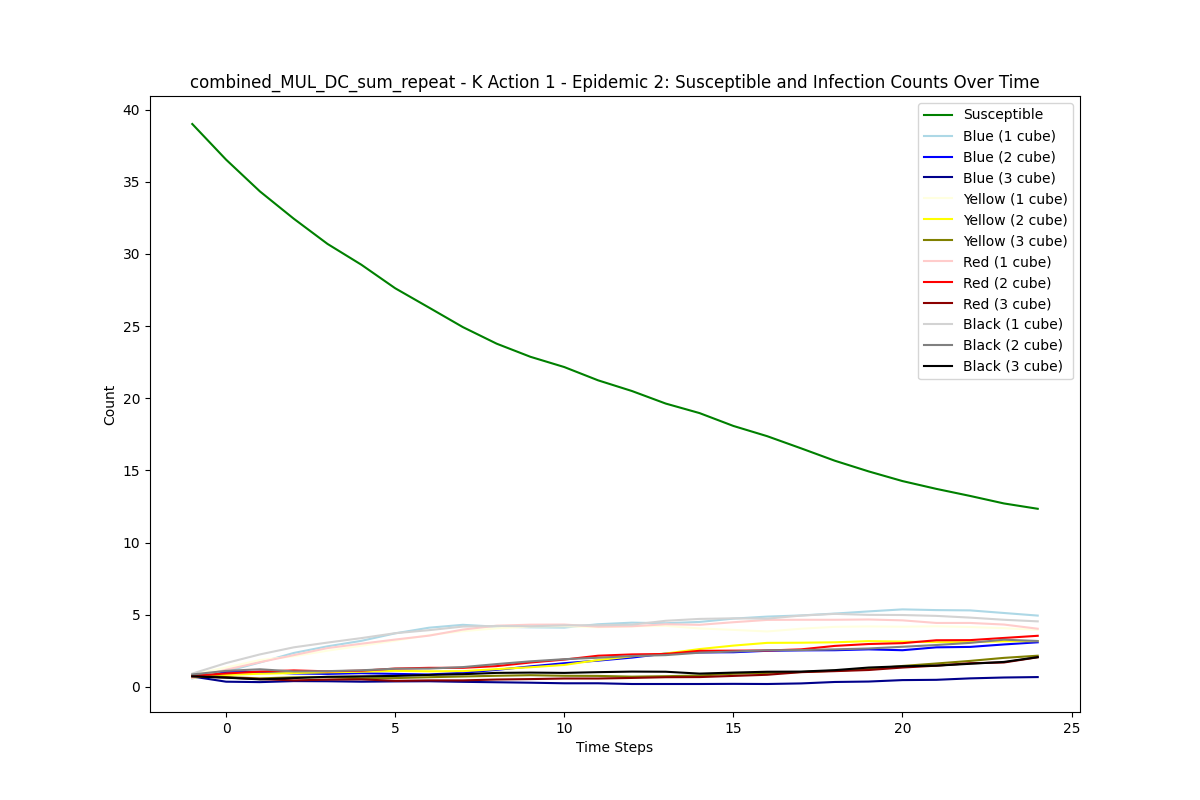 combined_MUL_DC_sum_repeat - K Action 1 - Epidemic 2: Susceptible and Infection Counts Over Time
40
35
30
25
20
15
10
5
0
Count
Susceptible
Blue (1 cube)
Blue (2 cube)
Blue (3 cube)
Yellow (1 cube)
Yellow (2 cube)
Yellow (3 cube)
Red (1 cube)
Red (2 cube)
Red (3 cube)
Black (1 cube)
Black (2 cube)
Black (3 cube)
0 5 10 15 20 25
Time Steps